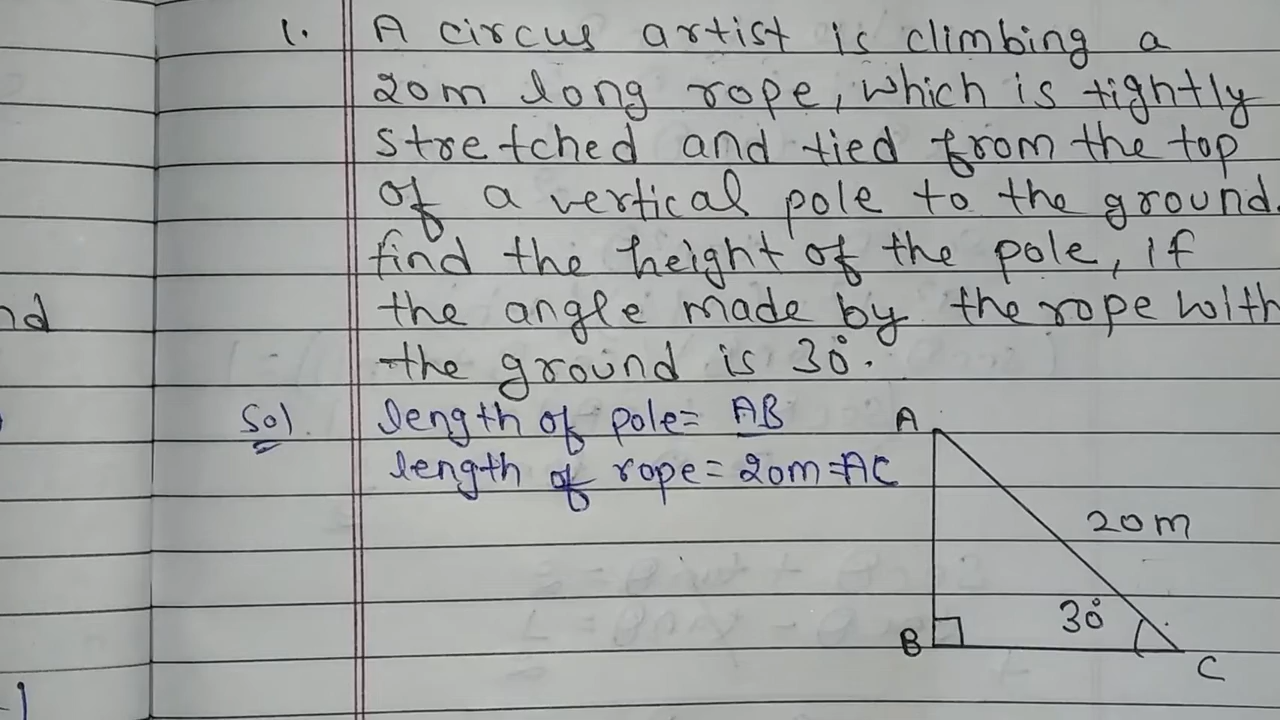 1. A circus artist is climbing a
20m long rope, which is tightly
stretched and tied from the top
of a vertical pole to the ground.
find the height of the pole, if
nd
the angle made by the rope with
the ground is 30°.
Sol. length of pole = AB
length of rope = 20m = AC
A
20m
30°
B
C